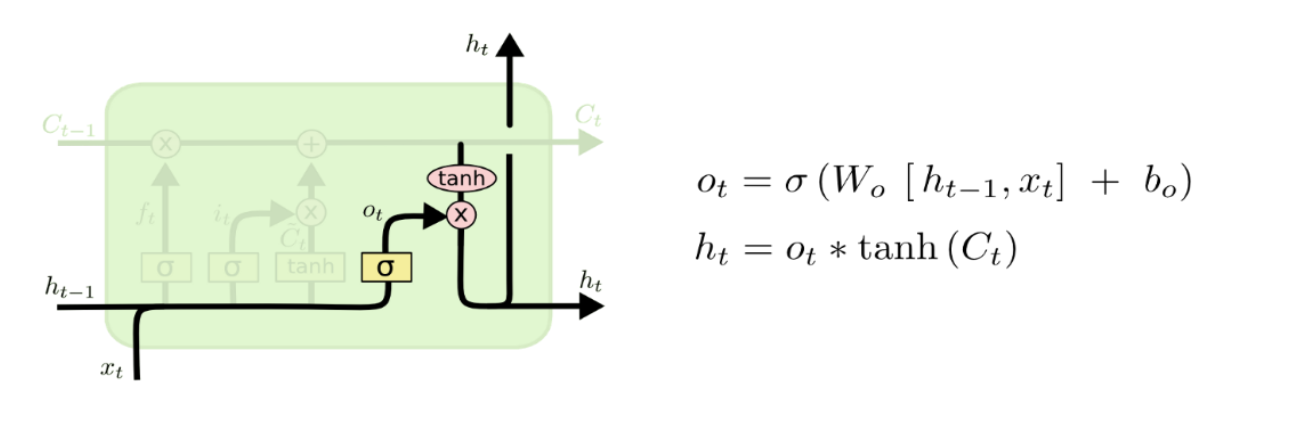 h_t
C_{t-1}
C_t
x
+
tanh
f_t
i_t
x
o_t
x
C̃_t
σ
σ
tanh
σ
h_{t-1}
h_t
x_t
o_t = σ (W_o [h_{t-1}, x_t] + b_o)
h_t = o_t * tanh (C_t)